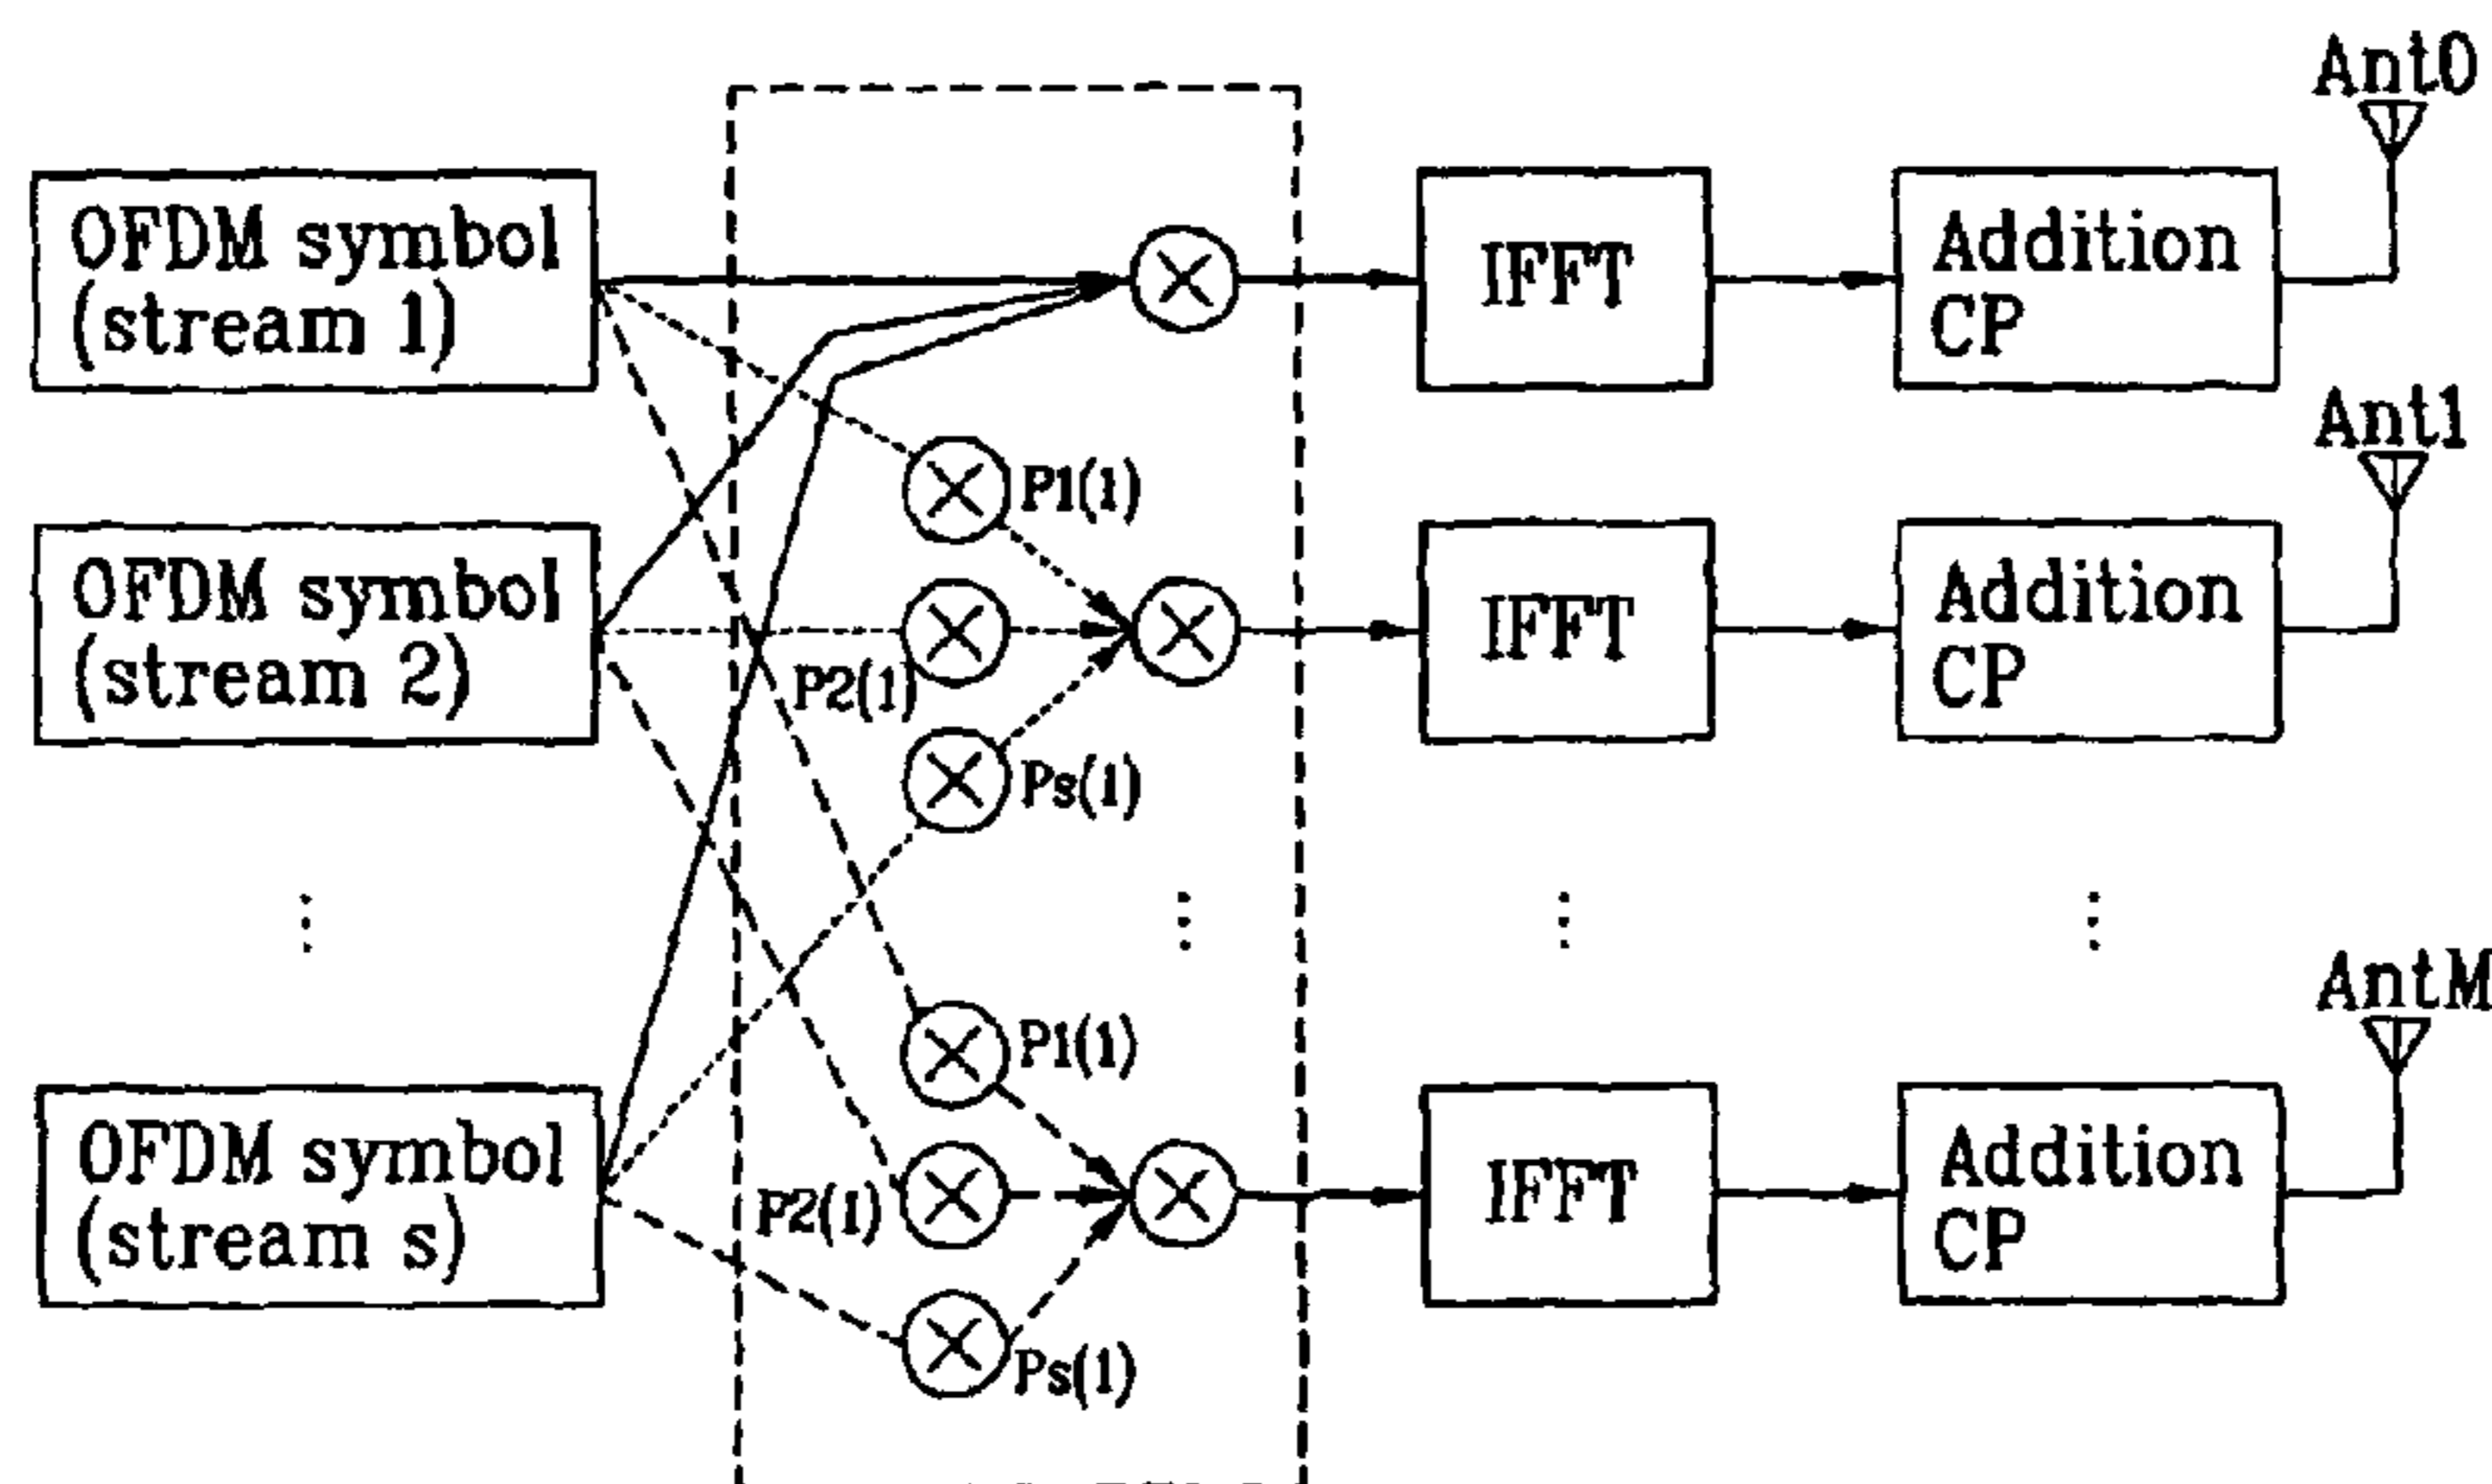 Ant0
OFDM symbol
(stream 1)
IFFT
Addition
CP
Ant1
P1(1)
OFDM symbol
(stream 2)
P2(1)
IFFT
Addition
CP
Ps(1)
AntM
P1(1)
OFDM symbol
(stream s)
P2(1)
IFFT
Addition
CP
Ps(1)